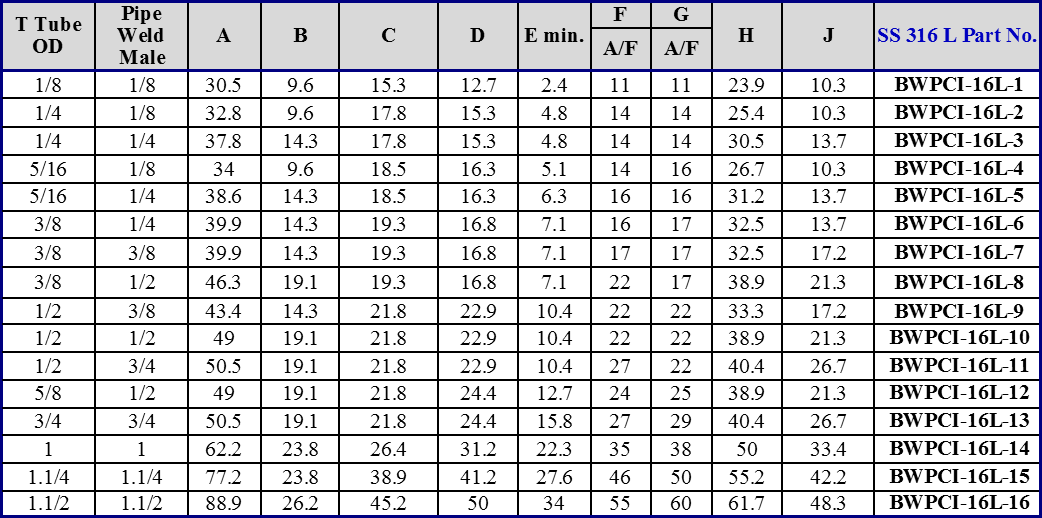 T Tube OD | Pipe Weld Male | A | B | C | D | E min. | F A/F | G A/F | H | J | SS 316 L Part No.
1/8 | 1/8 | 30.5 | 9.6 | 15.3 | 12.7 | 2.4 | 11 | 11 | 23.9 | 10.3 | BWPCI-16L-1
1/4 | 1/8 | 32.8 | 9.6 | 17.8 | 15.3 | 4.8 | 14 | 14 | 25.4 | 10.3 | BWPCI-16L-2
1/4 | 1/4 | 37.8 | 14.3 | 17.8 | 15.3 | 4.8 | 14 | 14 | 30.5 | 13.7 | BWPCI-16L-3
5/16 | 1/8 | 34 | 9.6 | 18.5 | 16.3 | 5.1 | 14 | 16 | 26.7 | 10.3 | BWPCI-16L-4
5/16 | 1/4 | 38.6 | 14.3 | 18.5 | 16.3 | 6.3 | 16 | 16 | 31.2 | 13.7 | BWPCI-16L-5
3/8 | 1/4 | 39.9 | 14.3 | 19.3 | 16.8 | 7.1 | 16 | 17 | 32.5 | 13.7 | BWPCI-16L-6
3/8 | 3/8 | 39.9 | 14.3 | 19.3 | 16.8 | 7.1 | 17 | 17 | 32.5 | 17.2 | BWPCI-16L-7
3/8 | 1/2 | 46.3 | 19.1 | 19.3 | 16.8 | 7.1 | 22 | 17 | 38.9 | 21.3 | BWPCI-16L-8
1/2 | 3/8 | 43.4 | 14.3 | 21.8 | 22.9 | 10.4 | 22 | 22 | 33.3 | 17.2 | BWPCI-16L-9
1/2 | 1/2 | 49 | 19.1 | 21.8 | 22.9 | 10.4 | 22 | 22 | 38.9 | 21.3 | BWPCI-16L-10
1/2 | 3/4 | 50.5 | 19.1 | 21.8 | 22.9 | 10.4 | 27 | 22 | 40.4 | 26.7 | BWPCI-16L-11
5/8 | 1/2 | 49 | 19.1 | 21.8 | 24.4 | 12.7 | 24 | 25 | 38.9 | 21.3 | BWPCI-16L-12
3/4 | 3/4 | 50.5 | 19.1 | 21.8 | 24.4 | 15.8 | 27 | 29 | 40.4 | 26.7 | BWPCI-16L-13
1 | 1 | 62.2 | 23.8 | 26.4 | 31.2 | 22.3 | 35 | 38 | 50 | 33.4 | BWPCI-16L-14
1.1/4 | 1.1/4 | 77.2 | 23.8 | 38.9 | 41.2 | 27.6 | 46 | 50 | 55.2 | 42.2 | BWPCI-16L-15
1.1/2 | 1.1/2 | 88.9 | 26.2 | 45.2 | 50 | 34 | 55 | 60 | 61.7 | 48.3 | BWPCI-16L-16